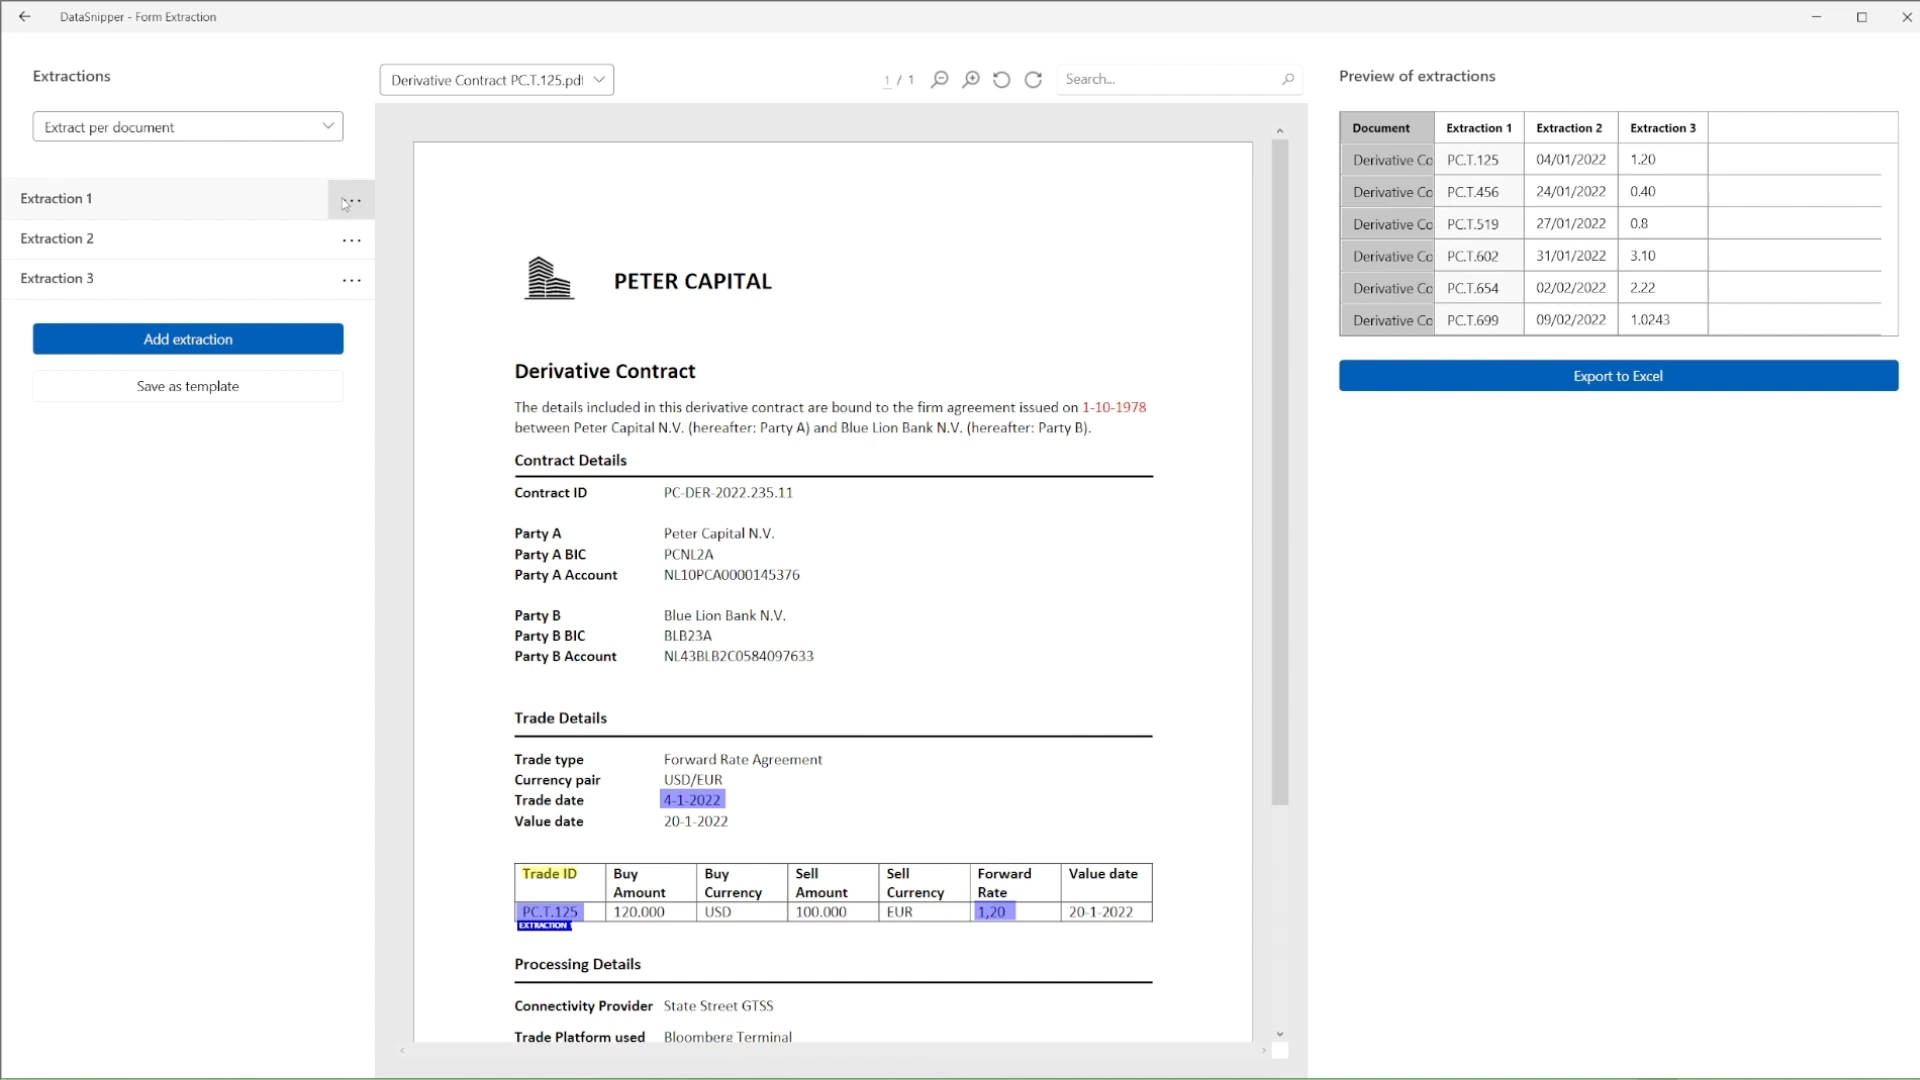 DataSnipper - Form Extraction
Extractions
Extract per document
Extraction 1
Extraction 2
Extraction 3
Add extraction
Save as template
Derivative Contract PC.T.125.pdf
1 / 1
Search...
PETER CAPITAL
Derivative Contract
The details included in this derivative contract are bound to the firm agreement issued on 1-10-1978
between Peter Capital N.V. (hereafter: Party A) and Blue Lion Bank N.V. (hereafter: Party B).
Contract Details
Contract ID PC-DER-2022.235.11
Party A Peter Capital N.V.
Party A BIC PCNL2A
Party A Account NL10PCA0000145376
Party B Blue Lion Bank N.V.
Party B BIC BLB23A
Party B Account NL43BLB2C0584097633
Trade Details
Trade type Forward Rate Agreement
Currency pair USD/EUR
Trade date 4-1-2022
Value date 20-1-2022
Trade ID Buy Amount Buy Currency Sell Amount Sell Currency Forward Rate Value date
PC.T.125 120.000 USD 100.000 EUR 1,20 20-1-2022
EXTRACTION
Processing Details
Connectivity Provider State Street GTSS
Trade Platform used Bloomberg Terminal
Preview of extractions
Document Extraction 1 Extraction 2 Extraction 3
Derivative Co PC.T.125 04/01/2022 1.20
Derivative Co PC.T.456 24/01/2022 0.40
Derivative Co PC.T.519 27/01/2022 0.8
Derivative Co PC.T.602 31/01/2022 3.10
Derivative Co PC.T.654 02/02/2022 2.22
Derivative Co PC.T.699 09/02/2022 1.0243
Export to Excel